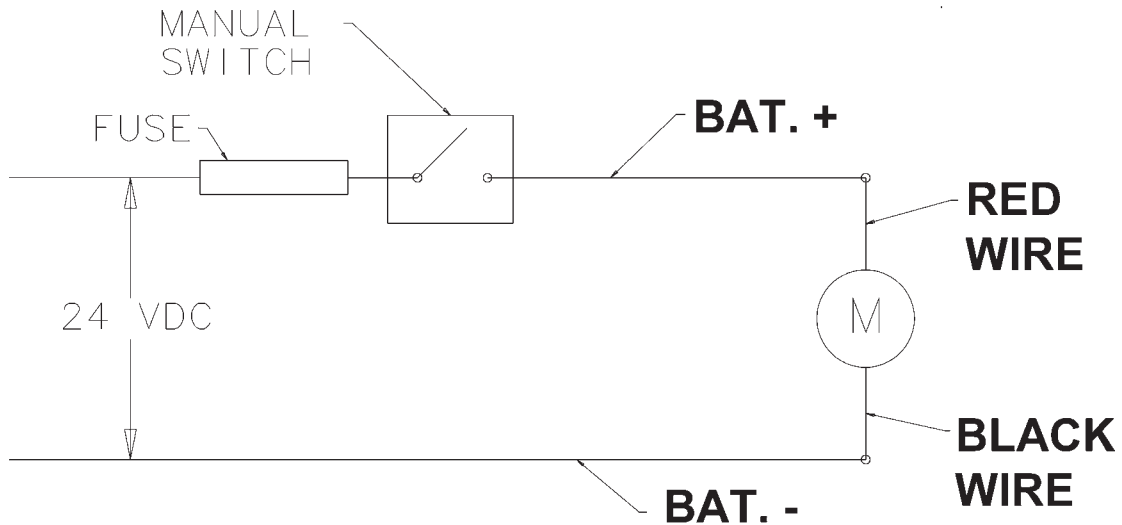 MANUAL
SWITCH
FUSE
BAT. +
RED
WIRE
24 VDC
M
BLACK
WIRE
BAT. -